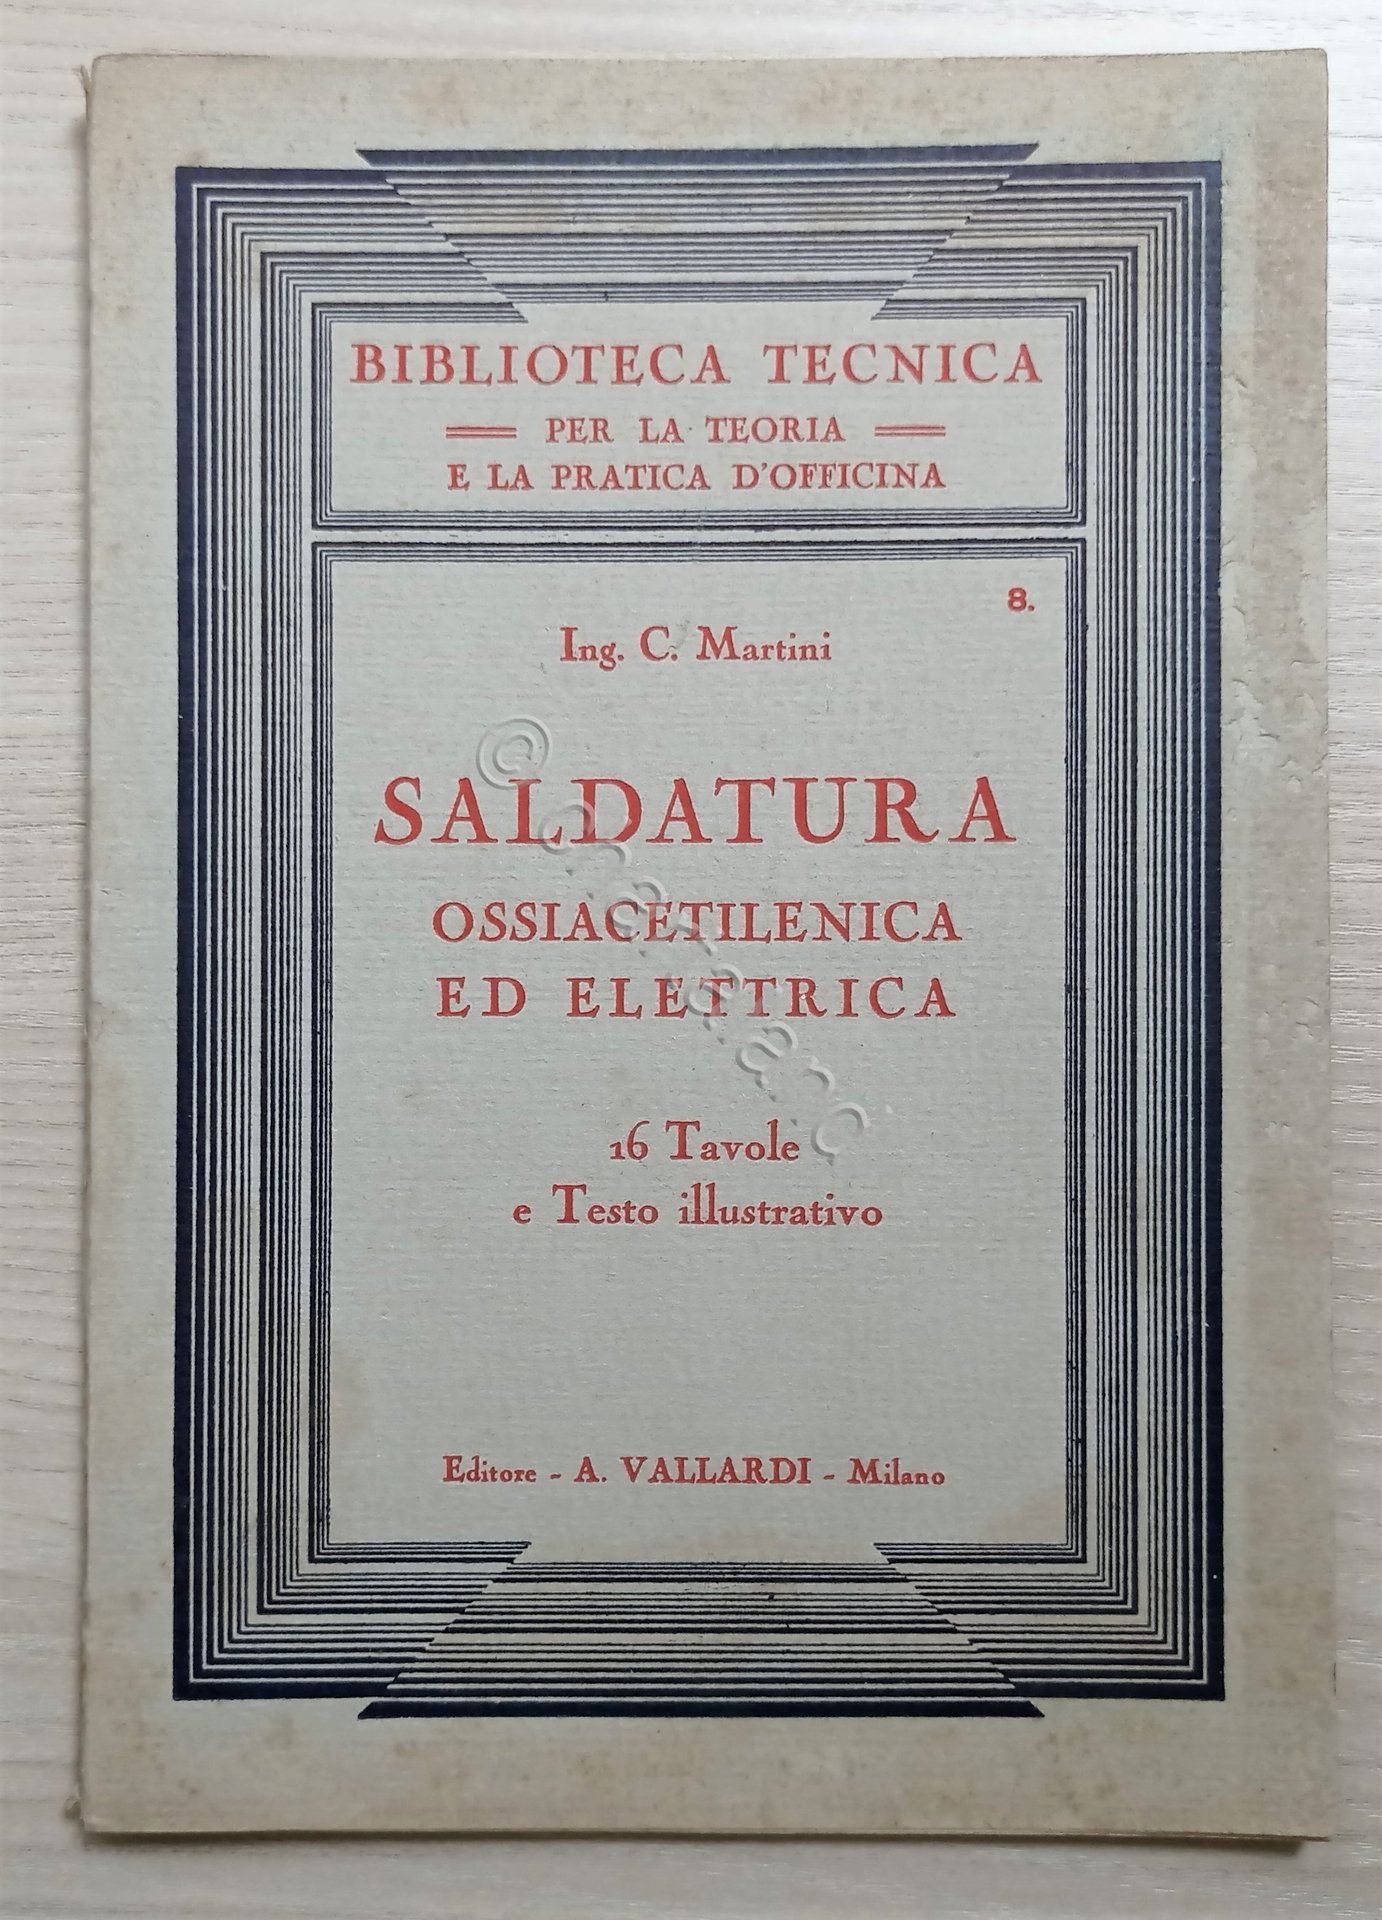 BIBLIOTECA TECNICA
PER LA TEORIA
E LA PRATICA D'OFFICINA
8.
Ing. C. Martini
SALDATURA
OSSIACETILENICA
ED ELETTRICA
16 Tavole
e Testo illustrativo
Editore - A. VALLARDI - Milano